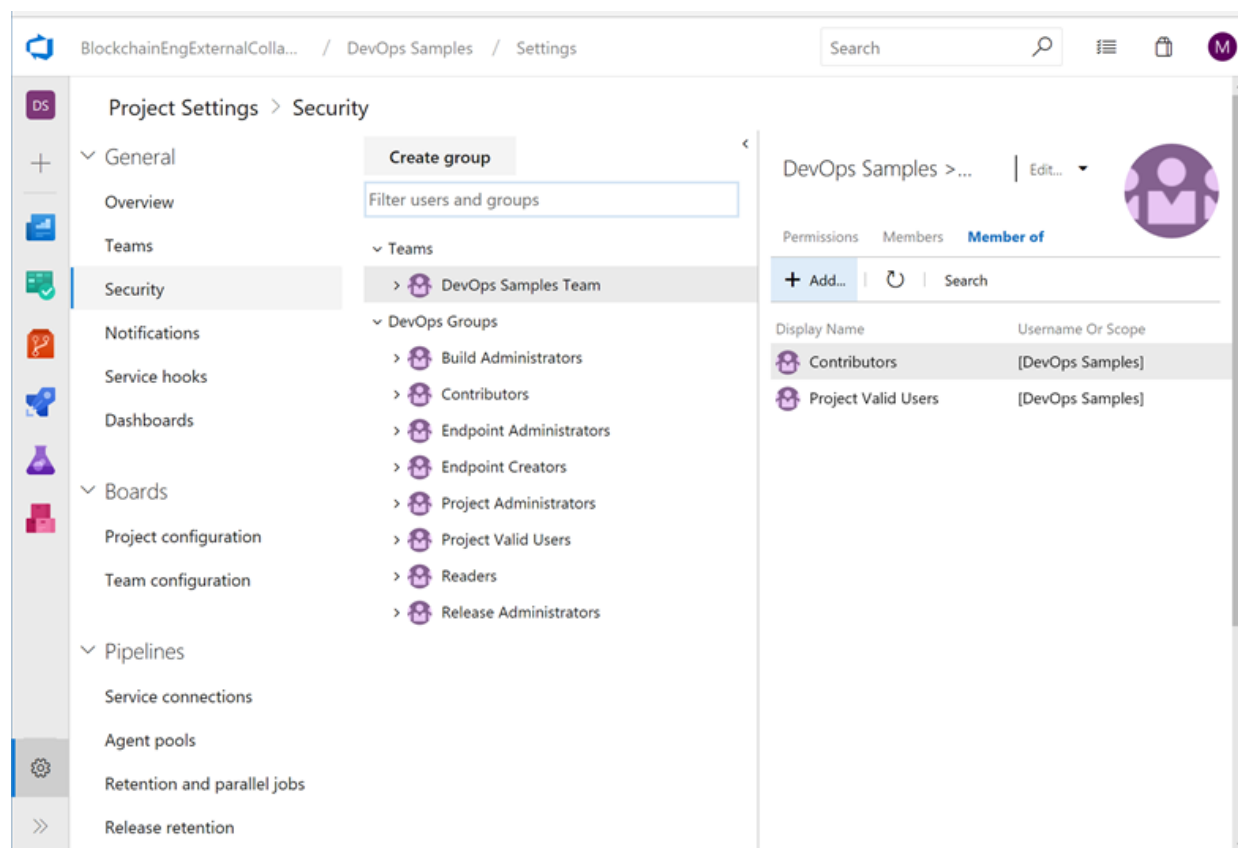 BlockchainEngExternalColla... / DevOps Samples / Settings
Search
M
DS
Project Settings > Security
General
Overview
Teams
Security
Notifications
Service hooks
Dashboards
Boards
Project configuration
Team configuration
Pipelines
Service connections
Agent pools
Retention and parallel jobs
Release retention
Create group
Filter users and groups
Teams
DevOps Samples Team
DevOps Groups
Build Administrators
Contributors
Endpoint Administrators
Endpoint Creators
Project Administrators
Project Valid Users
Readers
Release Administrators
DevOps Samples >... Edit...
Permissions Members Member of
+ Add... Search
Display Name Username Or Scope
Contributors [DevOps Samples]
Project Valid Users [DevOps Samples]